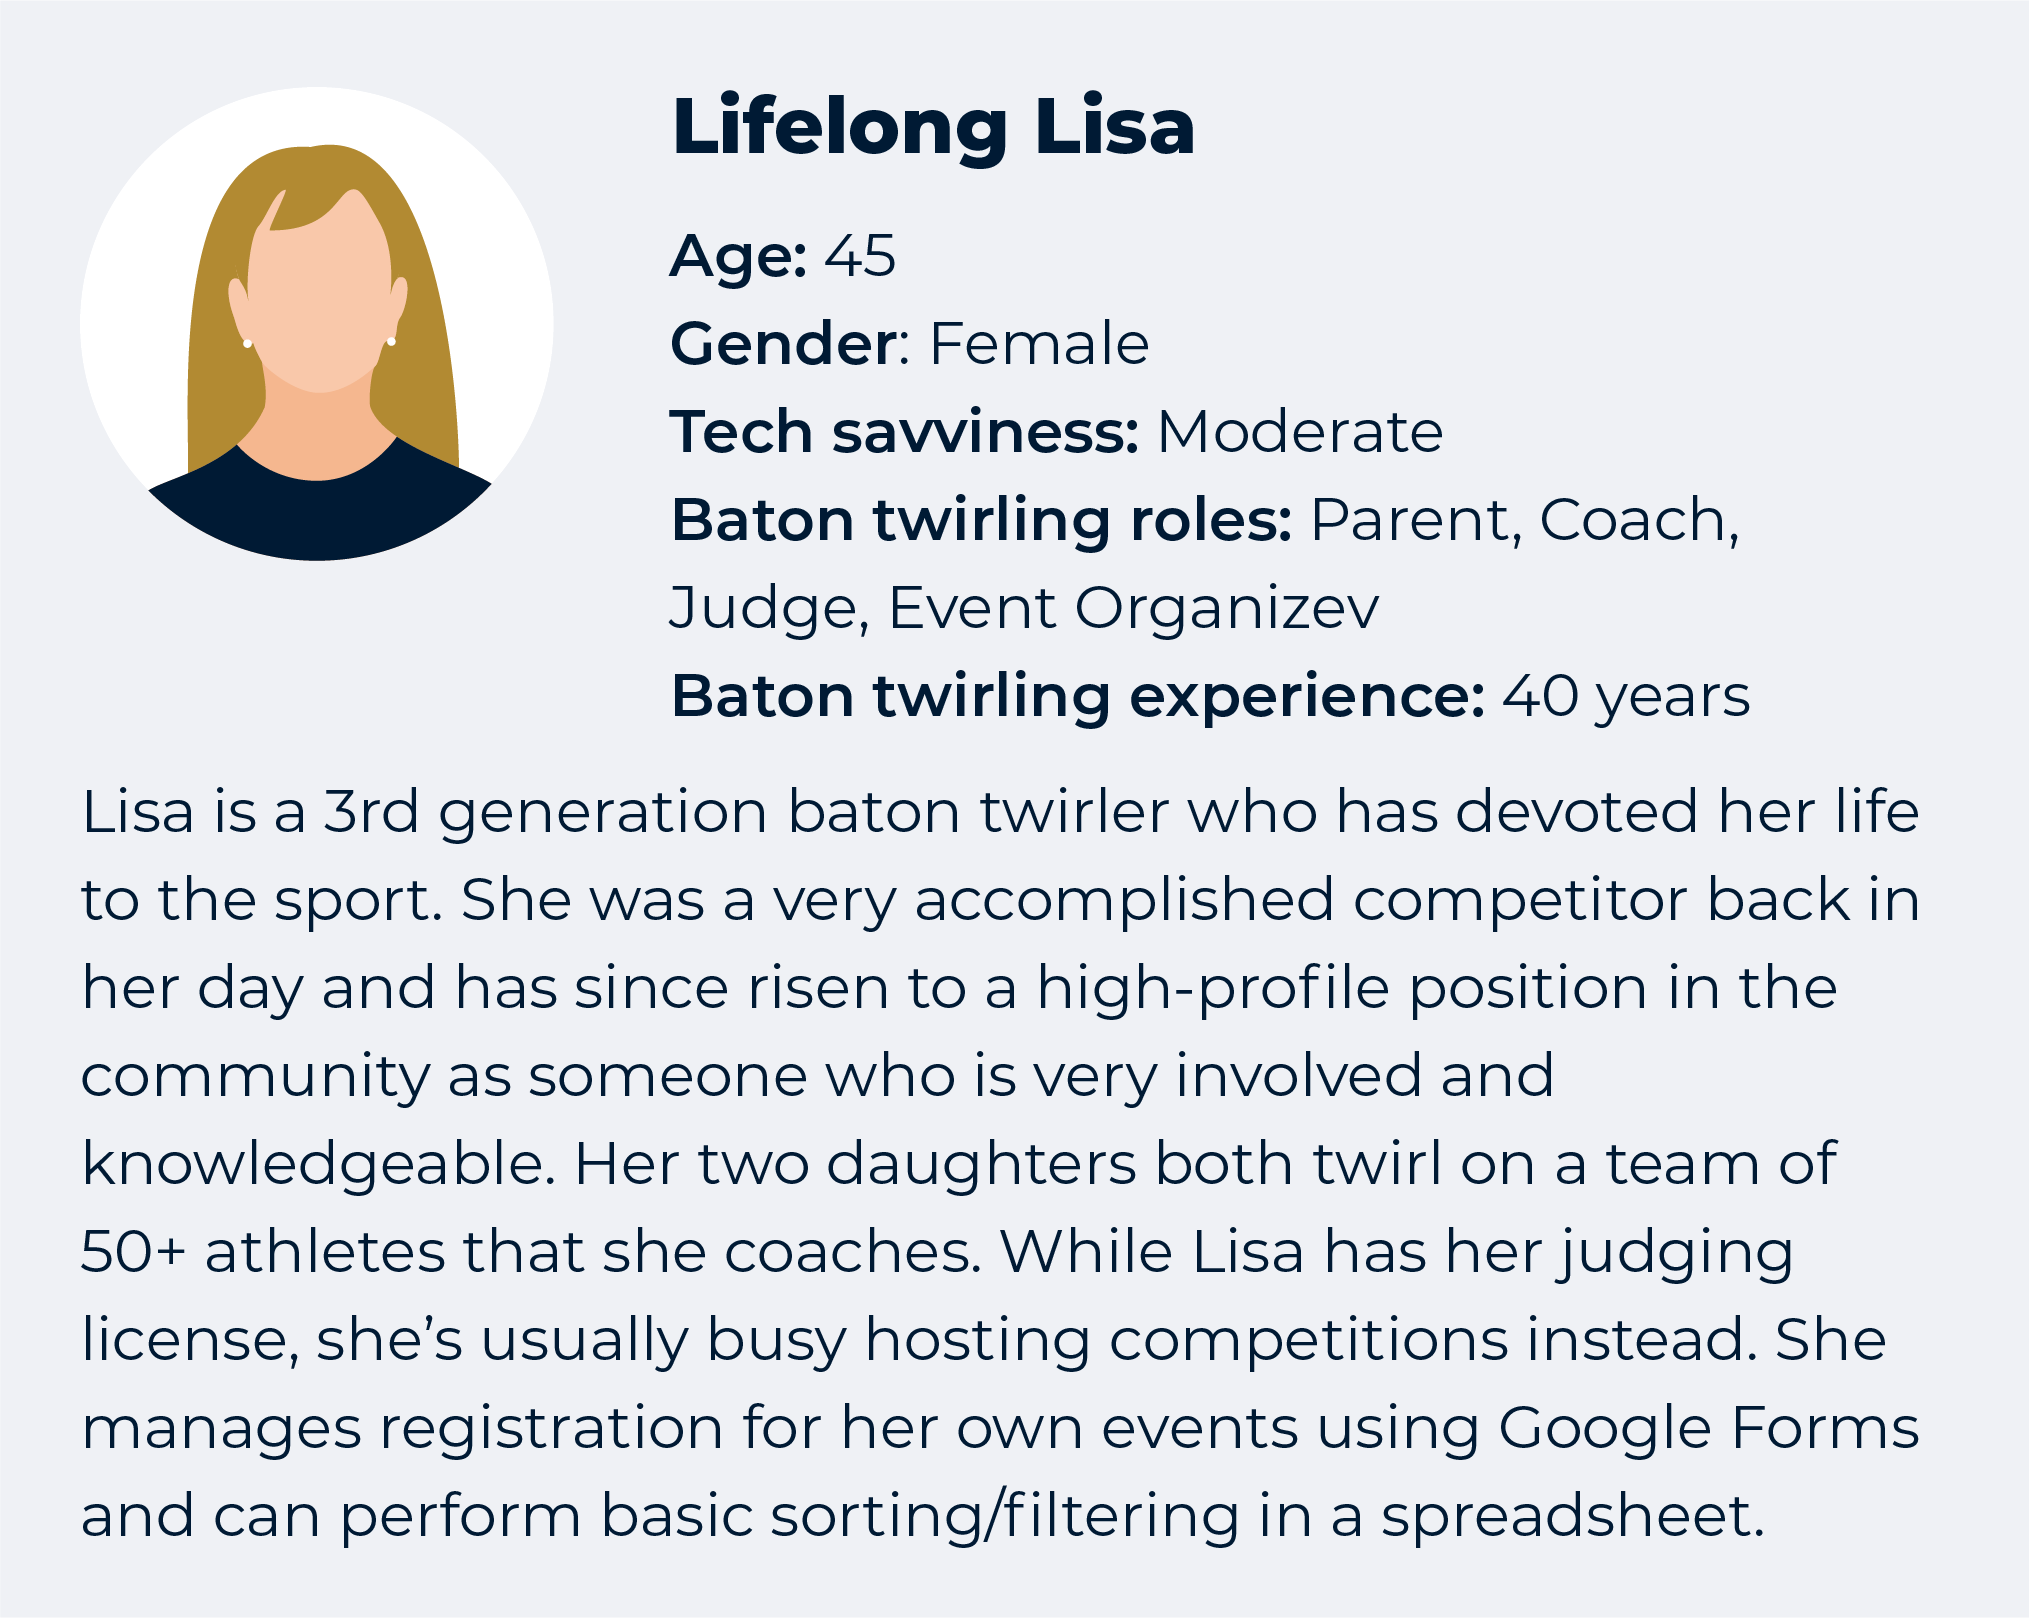 Lifelong Lisa
Age: 45
Gender: Female
Tech savviness: Moderate
Baton twirling roles: Parent, Coach,
Judge, Event Organizev
Baton twirling experience: 40 years
Lisa is a 3rd generation baton twirler who has devoted her life
to the sport. She was a very accomplished competitor back in
her day and has since risen to a high-profile position in the
community as someone who is very involved and
knowledgeable. Her two daughters both twirl on a team of
50+ athletes that she coaches. While Lisa has her judging
license, she’s usually busy hosting competitions instead. She
manages registration for her own events using Google Forms
and can perform basic sorting/filtering in a spreadsheet.